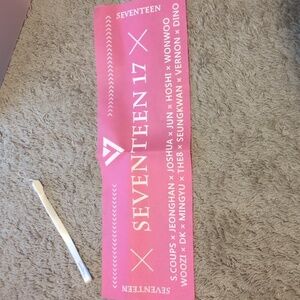 SEVENTEEN
SEVENTEEN 17
S.COUPS × JEONGHAN × JOSHUA × JUN × HOSHI × WONWOO
WOOZI × DK × MINGYU × THE8 × SEUNGKWAN × VERNON × DINO
SEVENTEEN